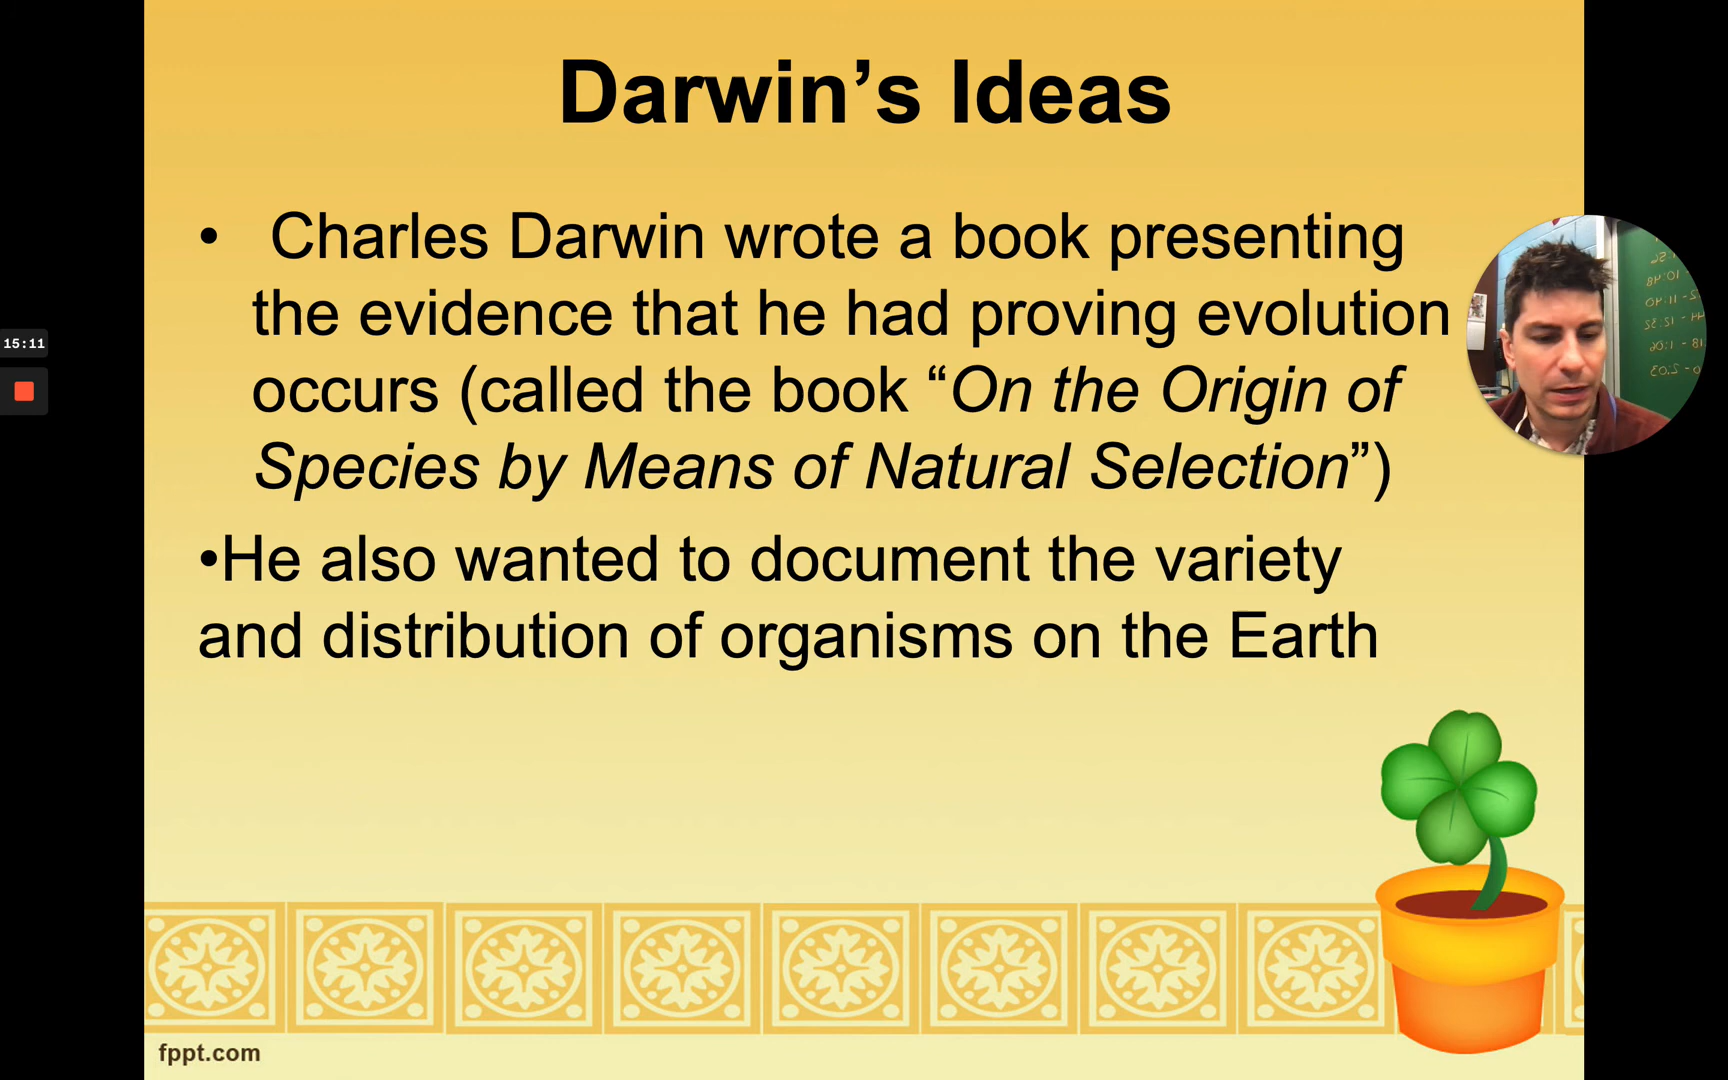 Darwin’s Ideas
• Charles Darwin wrote a book presenting
the evidence that he had proving evolution
occurs (called the book “On the Origin of
Species by Means of Natural Selection”)
•He also wanted to document the variety
and distribution of organisms on the Earth
15:11
fppt.com